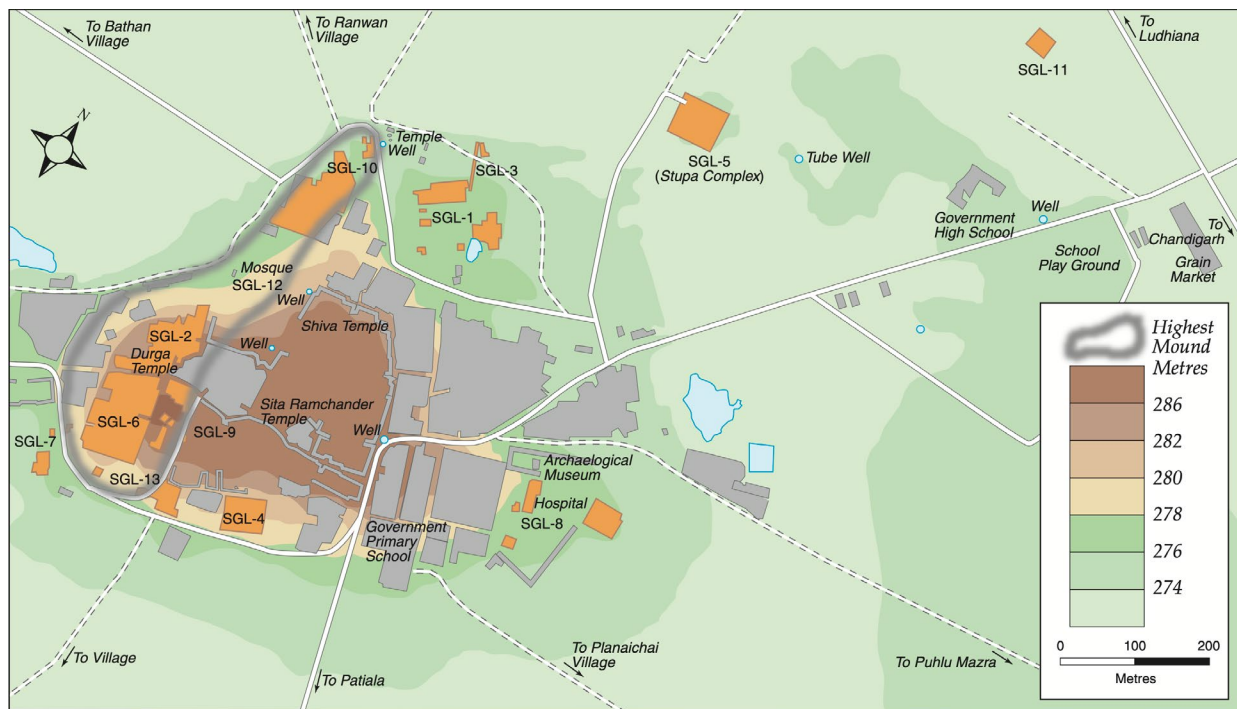 To Bathan
Village
To Ranwan
Village
To
Ludhiana
SGL-11
N
Temple
Well
SGL-10
SGL-3
SGL-5
(Stupa Complex)
Tube Well
SGL-1
Government
High School
Well
School
Play Ground
To
Chandigarh
Grain
Market
Mosque
SGL-12
Well
Shiva Temple
SGL-2
Durga
Temple
Well
Sita Ramchander
Temple
SGL-6
SGL-9
Well
SGL-7
SGL-13
SGL-4
Archaelogical
Museum
Hospital
SGL-8
Government
Primary
School
To Village
To Patiala
To Planaichai
Village
To Puhlu Mazra
Highest
Mound
Metres
286
282
280
278
276
274
0 100 200
Metres